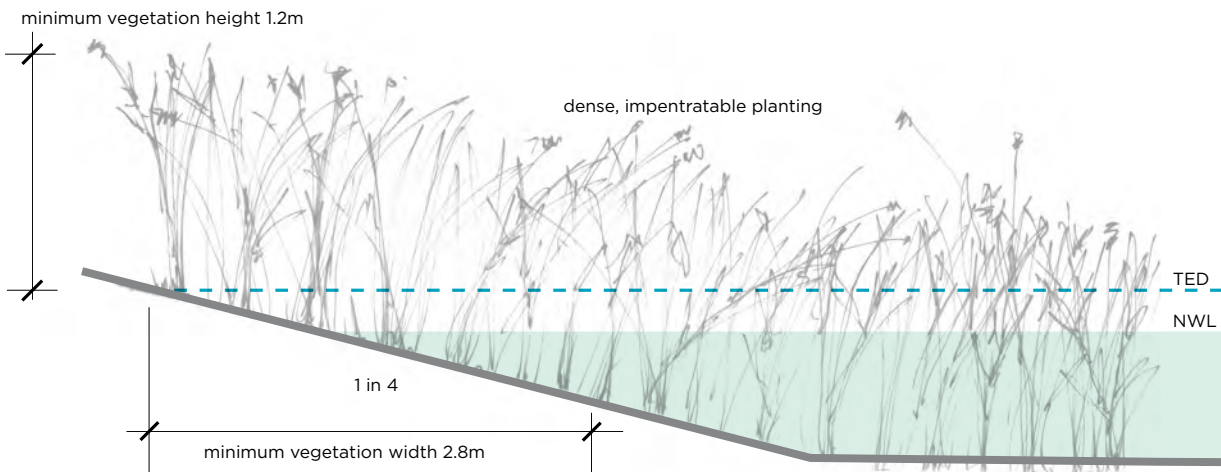 minimum vegetation height 1.2m
dense, impentratable planting
TED
NWL
1 in 4
minimum vegetation width 2.8m